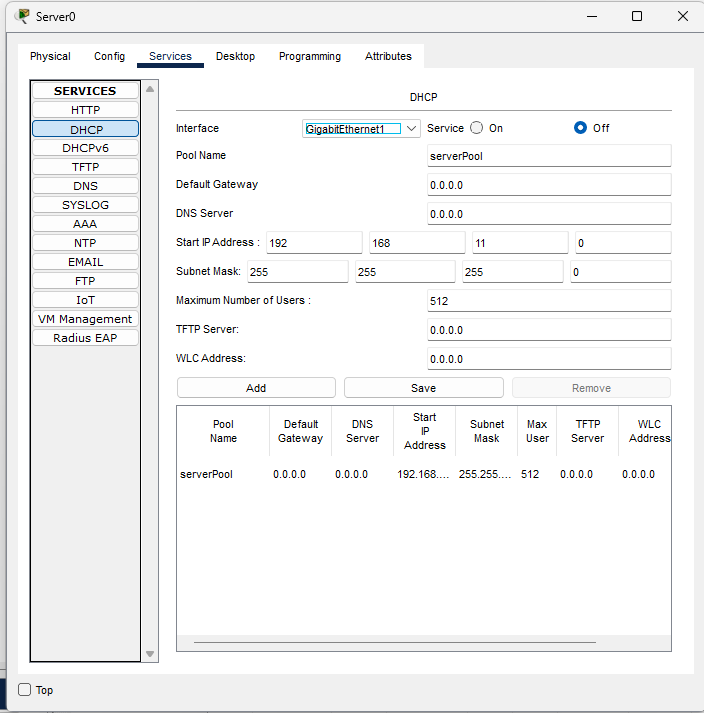 Server0
Physical Config Services Desktop Programming Attributes
SERVICES
HTTP
DHCP
DHCPv6
TFTP
DNS
SYSLOG
AAA
NTP
EMAIL
FTP
IoT
VM Management
Radius EAP
DHCP
Interface GigabitEthernet1 Service On Off
Pool Name serverPool
Default Gateway 0.0.0.0
DNS Server 0.0.0.0
Start IP Address : 192 168 11 0
Subnet Mask: 255 255 255 0
Maximum Number of Users : 512
TFTP Server: 0.0.0.0
WLC Address: 0.0.0.0
Add Save Remove
Pool Name Default Gateway DNS Server Start IP Address Subnet Mask Max User TFTP Server WLC Address
serverPool 0.0.0.0 0.0.0.0 192.168.... 255.255.... 512 0.0.0.0 0.0.0.0
Top